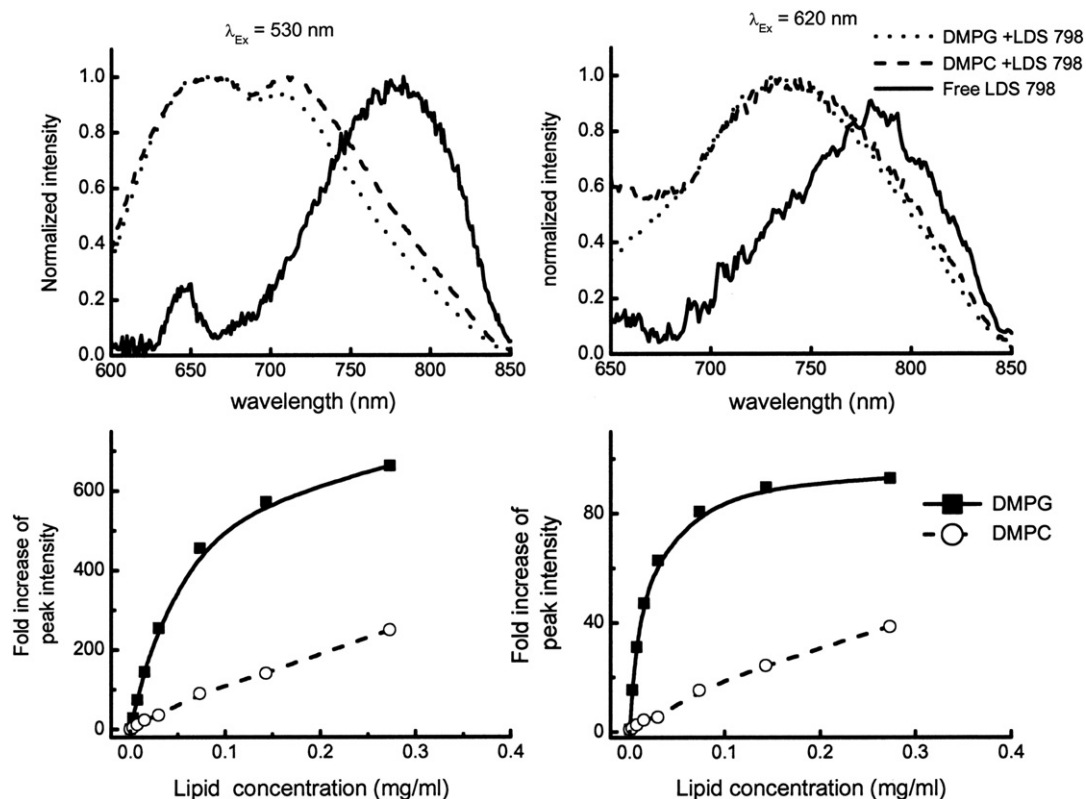 λEx = 530 nm
λEx = 620 nm
DMPG +LDS 798
DMPC +LDS 798
Free LDS 798
Normalized intensity
1.0
0.8
0.6
0.4
0.2
0.0
600 650 700 750 800 850
wavelength (nm)
normalized intensity
1.0
0.8
0.6
0.4
0.2
0.0
650 700 750 800 850
wavelength (nm)
Fold increase of
peak intensity
600
400
200
0
0.0 0.1 0.2 0.3 0.4
Lipid concentration (mg/ml)
Fold increase of
peak intensity
80
40
0
0.0 0.1 0.2 0.3 0.4
Lipid concentration (mg/ml)
DMPG
DMPC